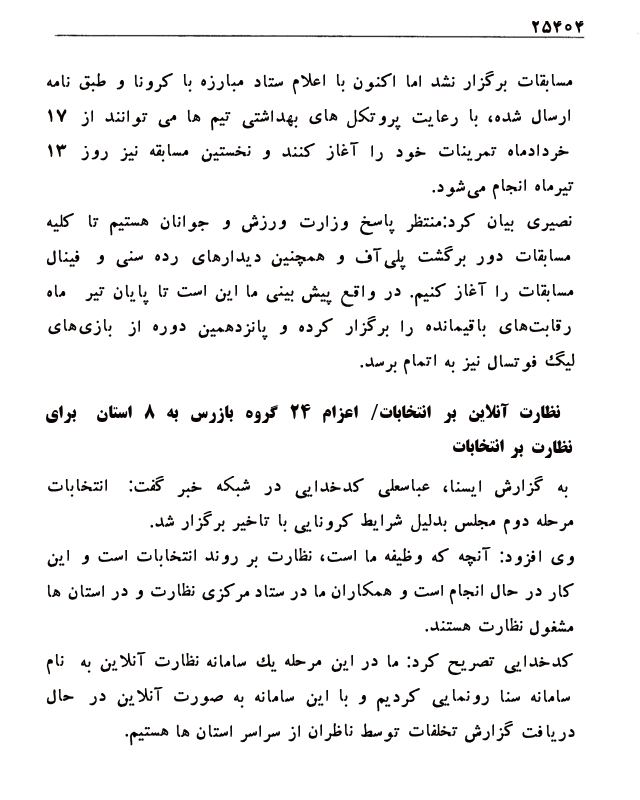 ۲۵۴۰۴
مسابقات برگزار نشد اما اکنون با اعلام ستاد مبارزه با کرونا و طبق نامه
ارسال شده، با رعایت پروتکل های بهداشتی تیم ها می توانند از ۱۷
خردادماه تمرینات خود را آغاز کنند و نخستین مسابقه نیز روز ۱۳
تیرماه انجام می‌شود.
نصیری بیان کرد:منتظر پاسخ وزارت ورزش و جوانان هستیم تا کلیه
مسابقات دور برگشت پلی‌آف و همچنین دیدارهای رده سنی و فینال
مسابقات را آغاز کنیم. در واقع پیش بینی ما این است تا پایان تیر ماه
رقابت‌های باقیمانده را برگزار کرده و پانزدهمین دوره از بازی‌های
لیگ فوتسال نیز به اتمام برسد.
نظارت آنلاین بر انتخابات/ اعزام ۲۴ گروه بازرس به ۸ استان برای
نظارت بر انتخابات
به گزارش ایسنا، عباسعلی کدخدایی در شبکه خبر گفت: انتخابات
مرحله دوم مجلس بدلیل شرایط کرونایی با تاخیر برگزار شد.
وی افزود: آنچه که وظیفه ما است، نظارت بر روند انتخابات است و این
کار در حال انجام است و همکاران ما در ستاد مرکزی نظارت و در استان ها
مشغول نظارت هستند.
کدخدایی تصریح کرد: ما در این مرحله یك سامانه نظارت آنلاین به نام
سامانه سنا رونمایی کردیم و با این سامانه به صورت آنلاین در حال
دریافت گزارش تخلفات توسط ناظران از سراسر استان ها هستیم.